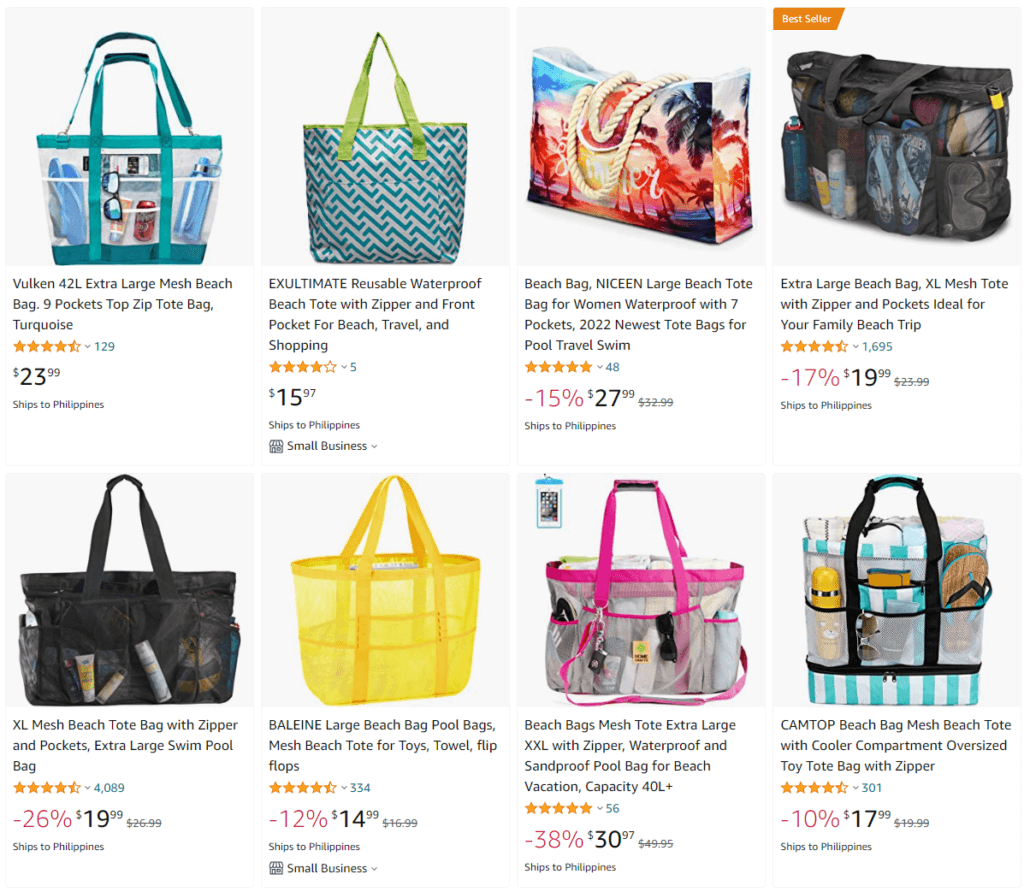 Best Seller
Summer
Vulken 42L Extra Large Mesh Beach
Bag. 9 Pockets Top Zip Tote Bag,
Turquoise
129
$23.99
Ships to Philippines
EXULTIMATE Reusable Waterproof
Beach Tote with Zipper and Front
Pocket For Beach, Travel, and
Shopping
5
$15.97
Ships to Philippines
Small Business
Beach Bag, NICEEN Large Beach Tote
Bag for Women Waterproof with 7
Pockets, 2022 Newest Tote Bags for
Pool Travel Swim
48
-15% $27.99 $32.99
Ships to Philippines
Extra Large Beach Bag, XL Mesh Tote
with Zipper and Pockets Ideal for
Your Family Beach Trip
1,695
-17% $19.99 $23.99
Ships to Philippines
HOME
XL Mesh Beach Tote Bag with Zipper
and Pockets, Extra Large Swim Pool
Bag
4,089
-26% $19.99 $26.99
Ships to Philippines
BALEINE Large Beach Bag Pool Bags,
Mesh Beach Tote for Toys, Towel, flip
flops
334
-12% $14.99 $16.99
Ships to Philippines
Small Business
Beach Bags Mesh Tote Extra Large
XXL with Zipper, Waterproof and
Sandproof Pool Bag for Beach
Vacation, Capacity 40L+
56
-38% $30.97 $49.95
Ships to Philippines
CAMTOP Beach Bag Mesh Beach Tote
with Cooler Compartment Oversized
Toy Tote Bag with Zipper
301
-10% $17.99 $19.99
Ships to Philippines